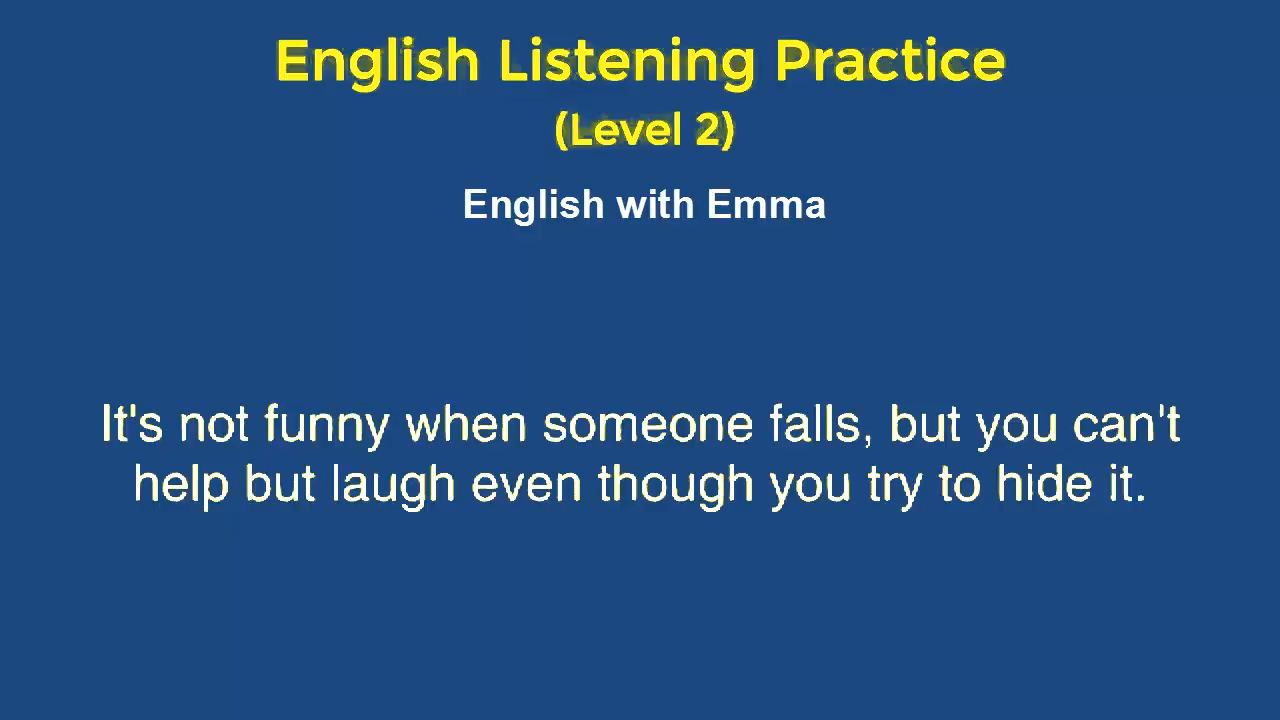 English Listening Practice
(Level 2)
English with Emma
It's not funny when someone falls, but you can't
help but laugh even though you try to hide it.